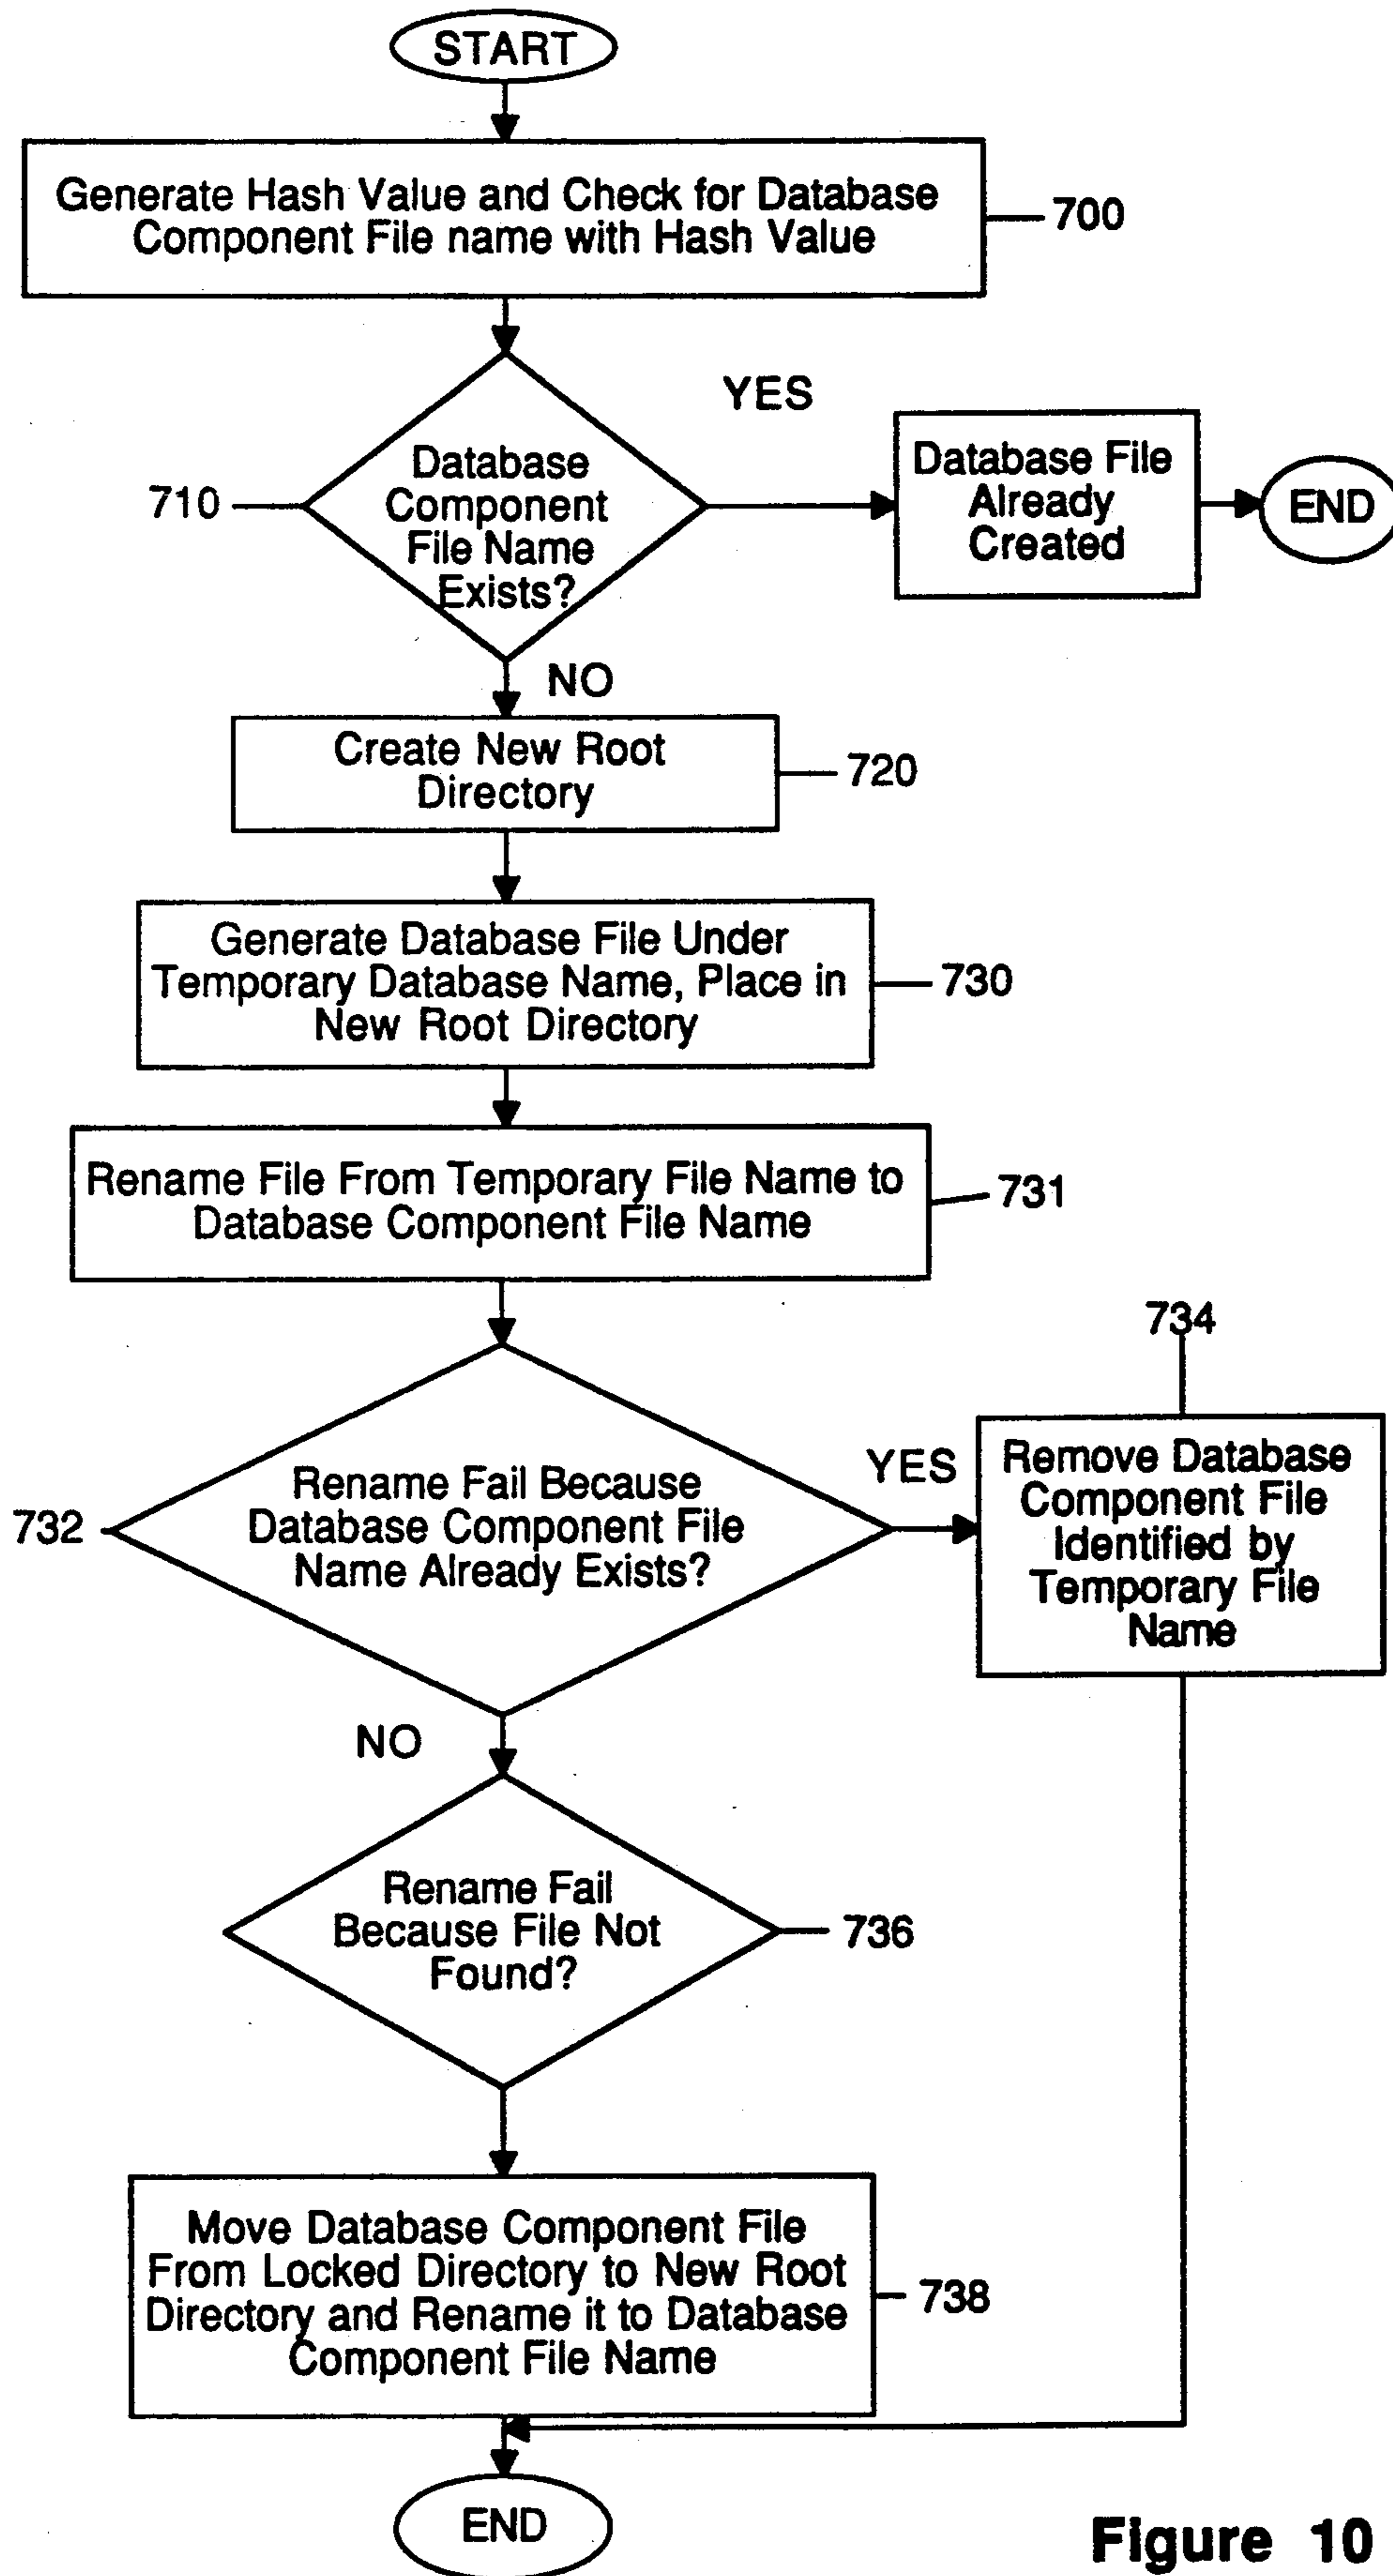 START
Generate Hash Value and Check for Database
Component File name with Hash Value
700
YES
710
Database
Component
File Name
Exists?
Database File
Already
Created
END
NO
Create New Root
Directory
720
Generate Database File Under
Temporary Database Name, Place in
New Root Directory
730
Rename File From Temporary File Name to
Database Component File Name
731
734
732
Rename Fail Because
Database Component File
Name Already Exists?
YES
Remove Database
Component File
Identified by
Temporary File
Name
NO
Rename Fail
Because File Not
Found?
736
Move Database Component File
From Locked Directory to New Root
Directory and Rename it to Database
Component File Name
738
END
Figure 10